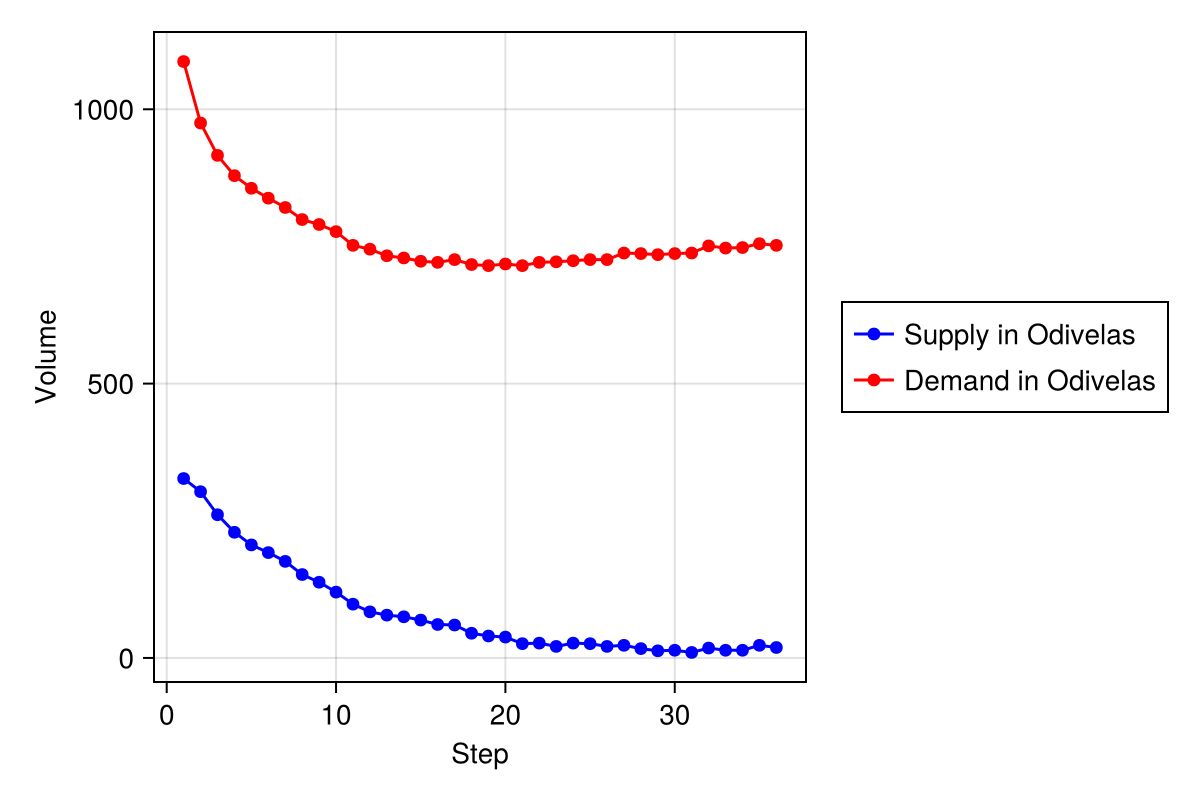 1000
500
0
Volume
0 10 20 30
Step
Supply in Odivelas
Demand in Odivelas